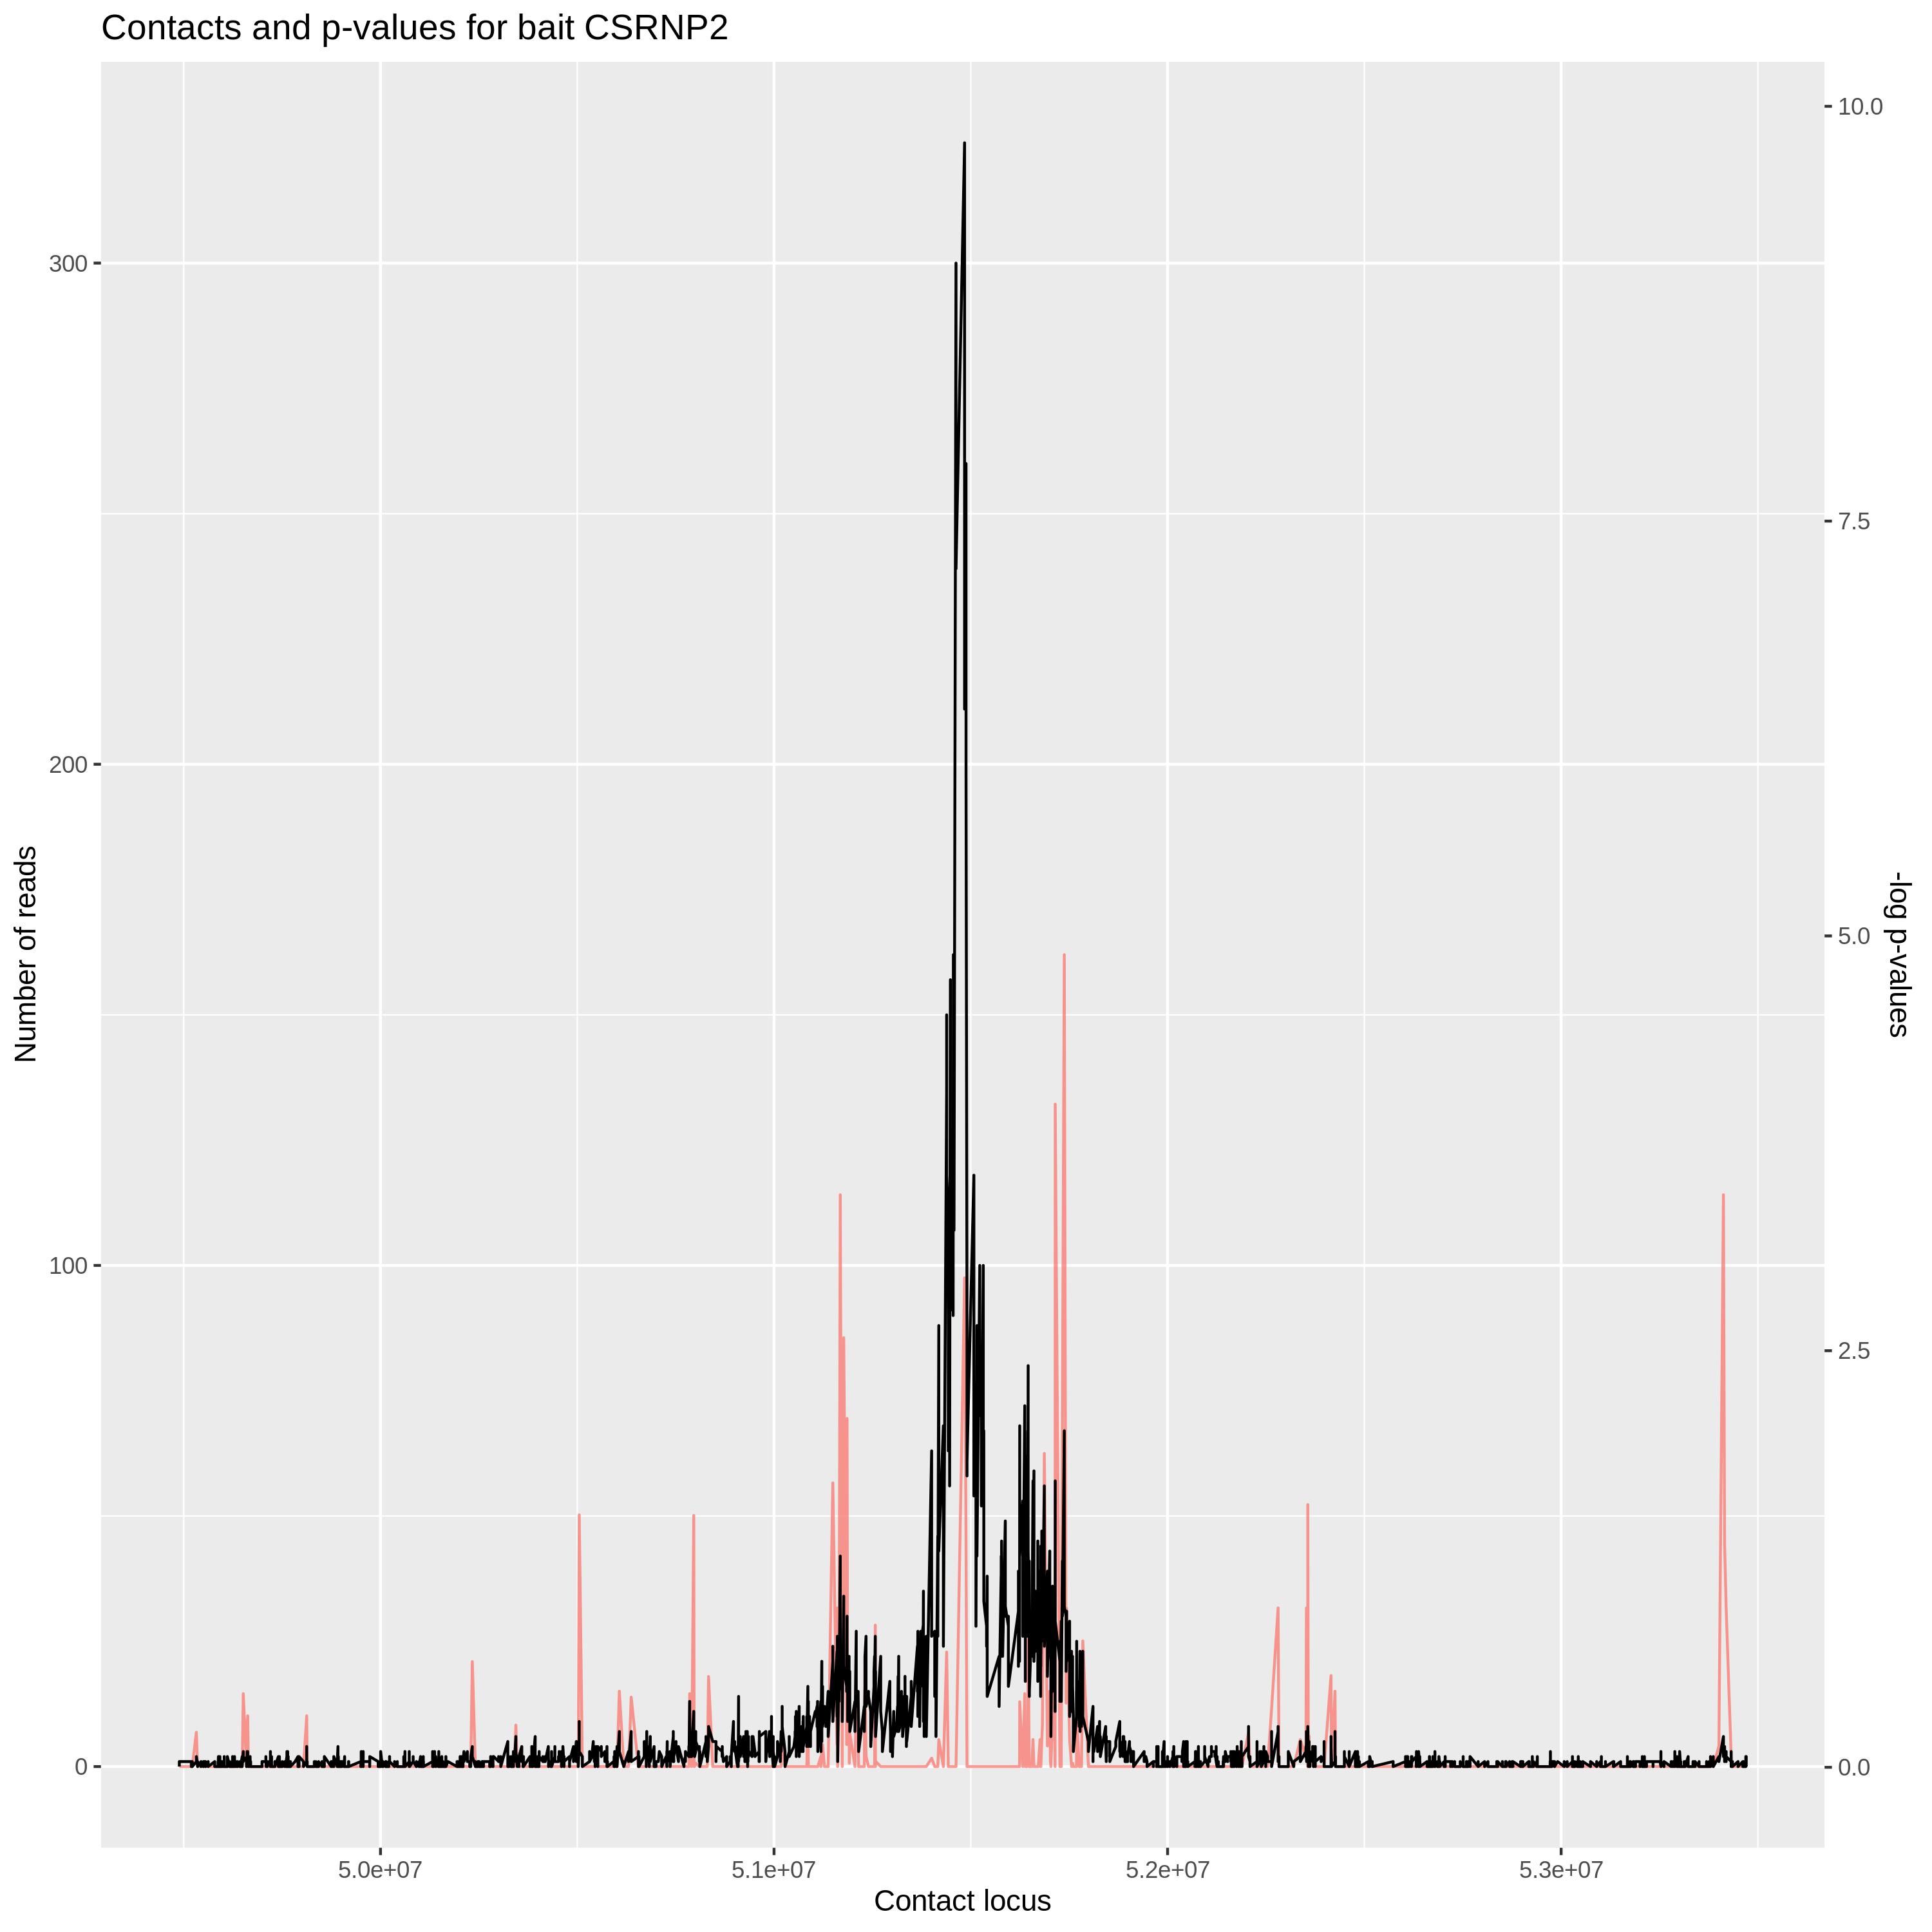 Contacts and p-values for bait CSRNP2
10.0
300
7.5
200
Number of reads
-log p-values
5.0
100
2.5
0
0.0
5.0e+07
5.1e+07
5.2e+07
5.3e+07
Contact locus